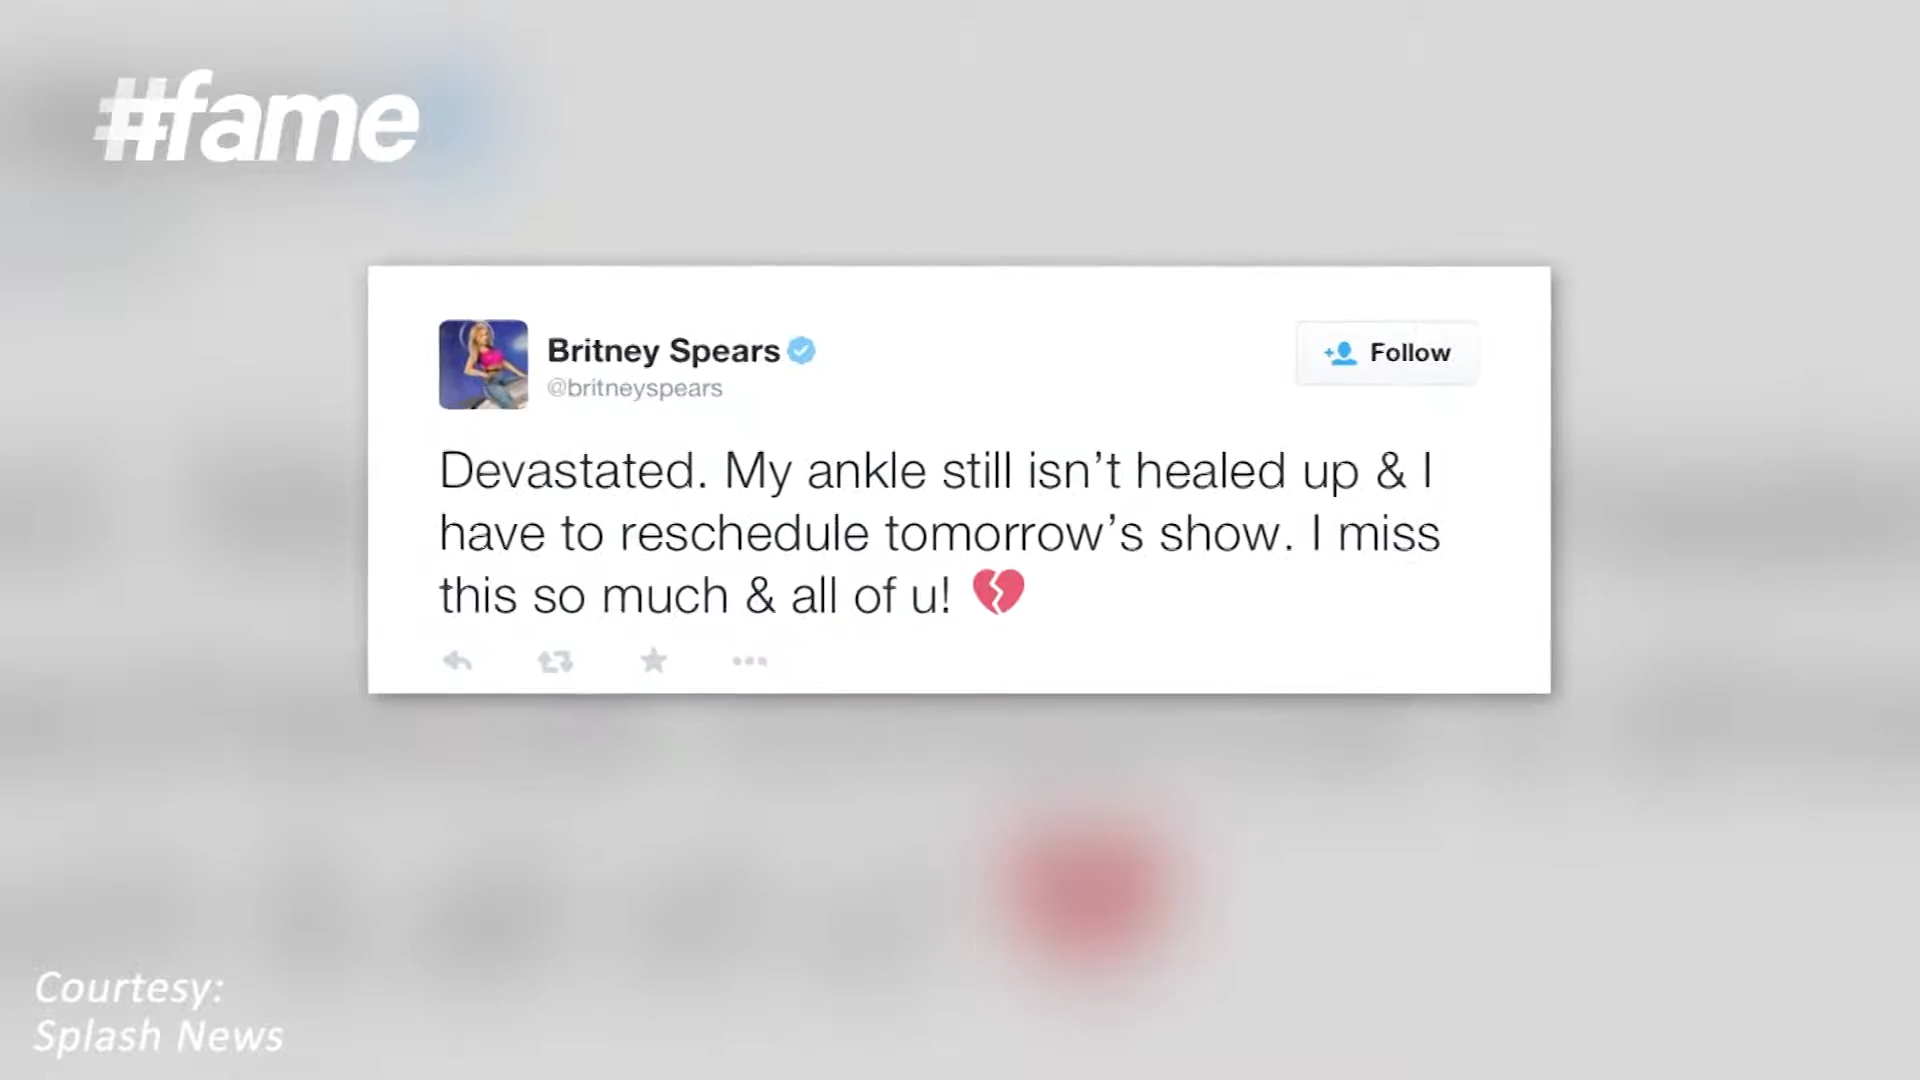 #fame
Britney Spears
@britneyspears
Follow
Devastated. My ankle still isn’t healed up & I
have to reschedule tomorrow’s show. I miss
this so much & all of u! 💔
Courtesy:
Splash News